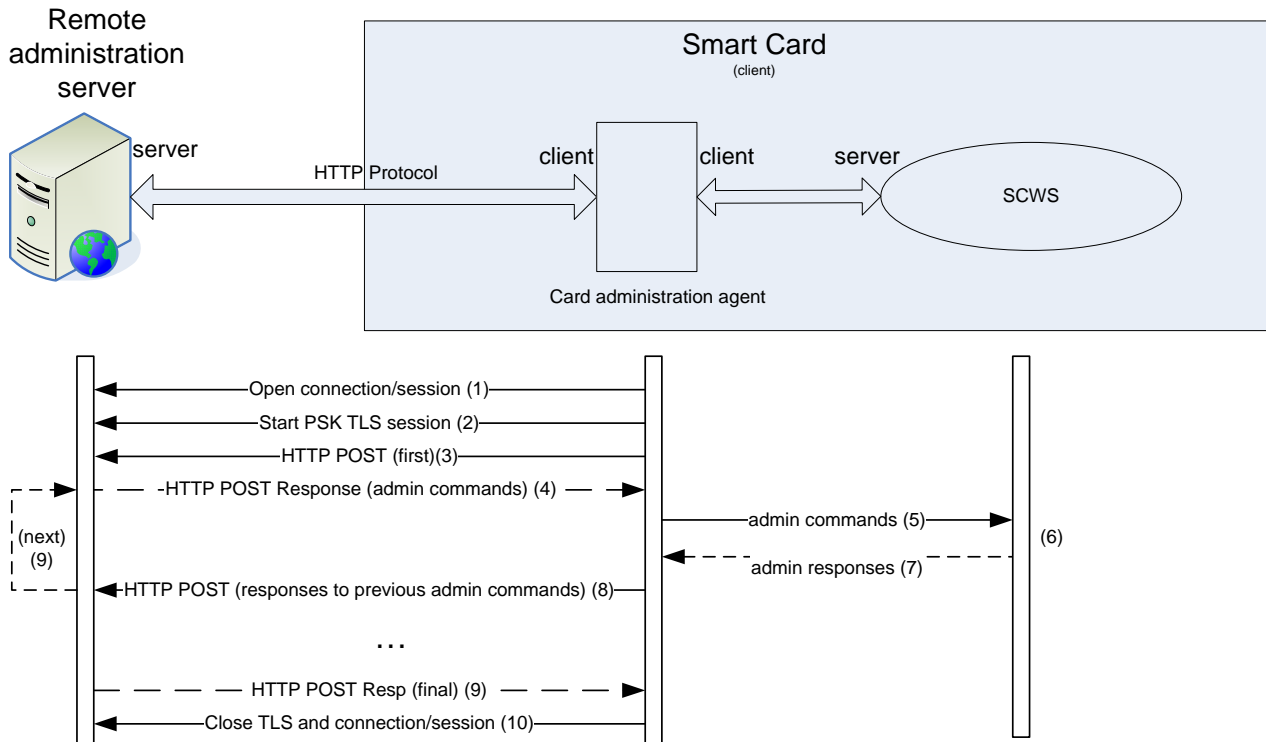 Remote
administration
server
Smart Card
(client)
server
HTTP Protocol
client
client
server
SCWS
Card administration agent
Open connection/session (1)
Start PSK TLS session (2)
HTTP POST (first)(3)
HTTP POST Response (admin commands) (4)
admin commands (5)
(6)
(next)
(9)
admin responses (7)
HTTP POST (responses to previous admin commands) (8)
...
HTTP POST Resp (final) (9)
Close TLS and connection/session (10)